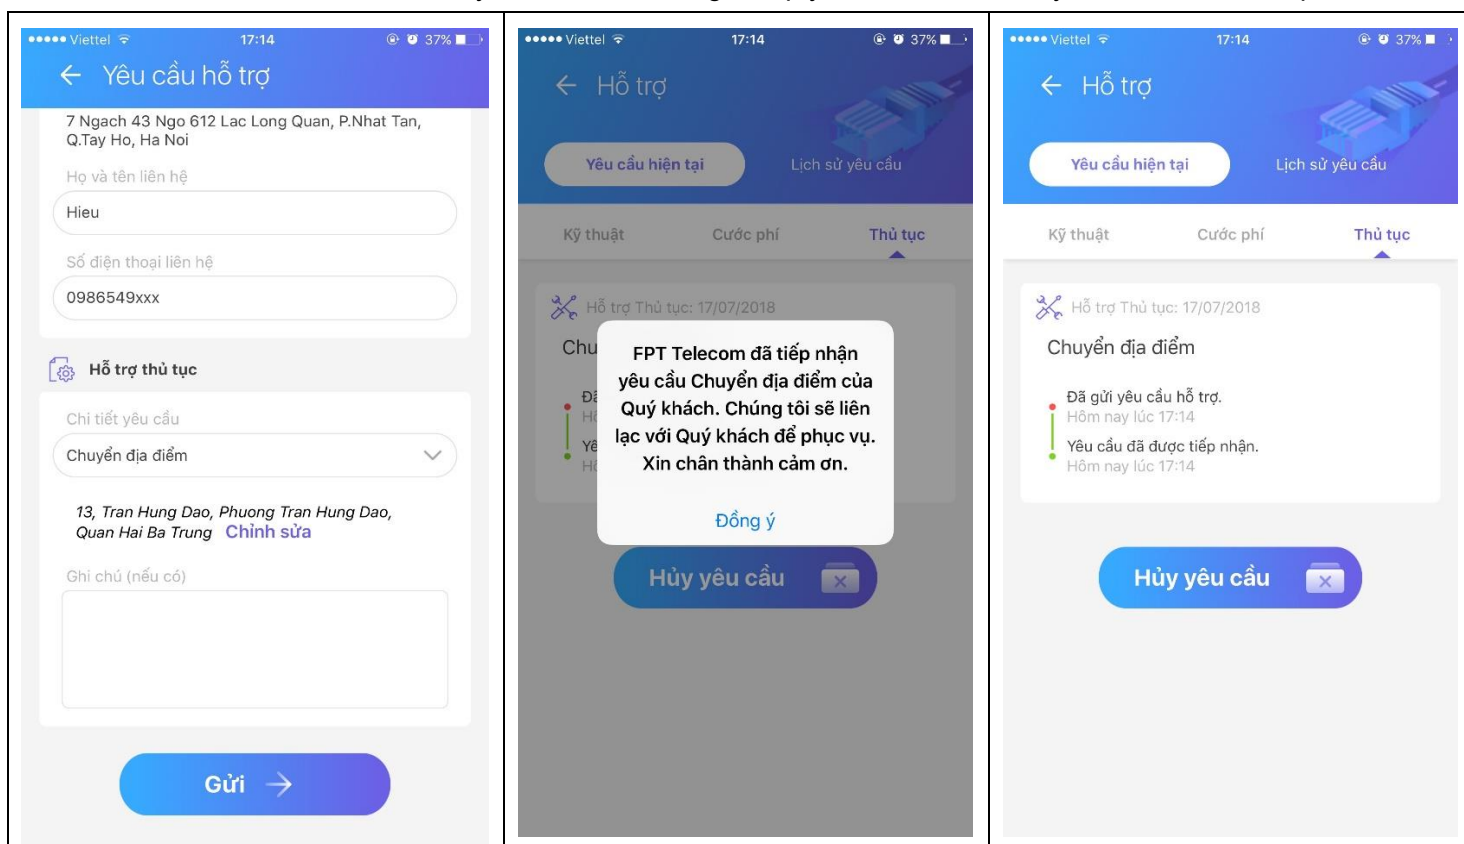 Viettel 17:14 37%
Yêu cầu hỗ trợ
7 Ngach 43 Ngo 612 Lac Long Quan, P.Nhat Tan,
Q.Tay Ho, Ha Noi
Họ và tên liên hệ
Hieu
Số điện thoại liên hệ
0986549xxx
Hỗ trợ thủ tục
Chi tiết yêu cầu
Chuyển địa điểm
13, Tran Hung Dao, Phuong Tran Hung Dao,
Quan Hai Ba Trung Chỉnh sửa
Ghi chú (nếu có)
Gửi
Viettel 17:14 37%
Hỗ trợ
Yêu cầu hiện tại Lịch sử yêu cầu
Kỹ thuật Cước phí Thủ tục
Hỗ trợ Thủ tục: 17/07/2018
FPT Telecom đã tiếp nhận
yêu cầu Chuyển địa điểm của
Quý khách. Chúng tôi sẽ liên
lạc với Quý khách để phục vụ.
Xin chân thành cảm ơn.
Đồng ý
Hủy yêu cầu
Viettel 17:14 37%
Hỗ trợ
Yêu cầu hiện tại Lịch sử yêu cầu
Kỹ thuật Cước phí Thủ tục
Hỗ trợ Thủ tục: 17/07/2018
Chuyển địa điểm
Đã gửi yêu cầu hỗ trợ.
Hôm nay lúc 17:14
Yêu cầu đã được tiếp nhận.
Hôm nay lúc 17:14
Hủy yêu cầu